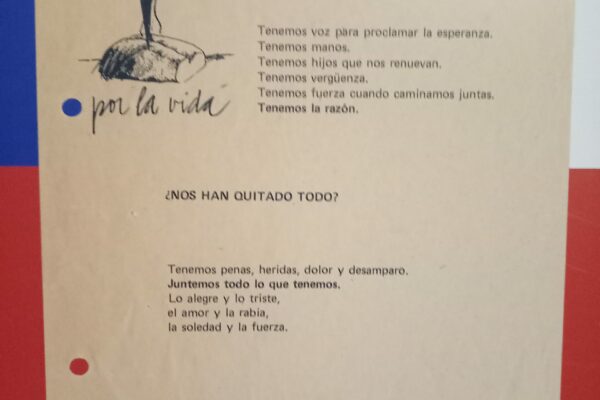 Tenemos voz para proclamar la esperanza.
Tenemos manos.
Tenemos hijos que nos renuevan.
Tenemos vergüenza.
Tenemos fuerza cuando caminamos juntas.
Tenemos la razón.
por la vida
¿NOS HAN QUITADO TODO?
Tenemos penas, heridas, dolor y desamparo.
Juntemos todo lo que tenemos.
Lo alegre y lo triste,
el amor y la rabia,
la soledad y la fuerza.